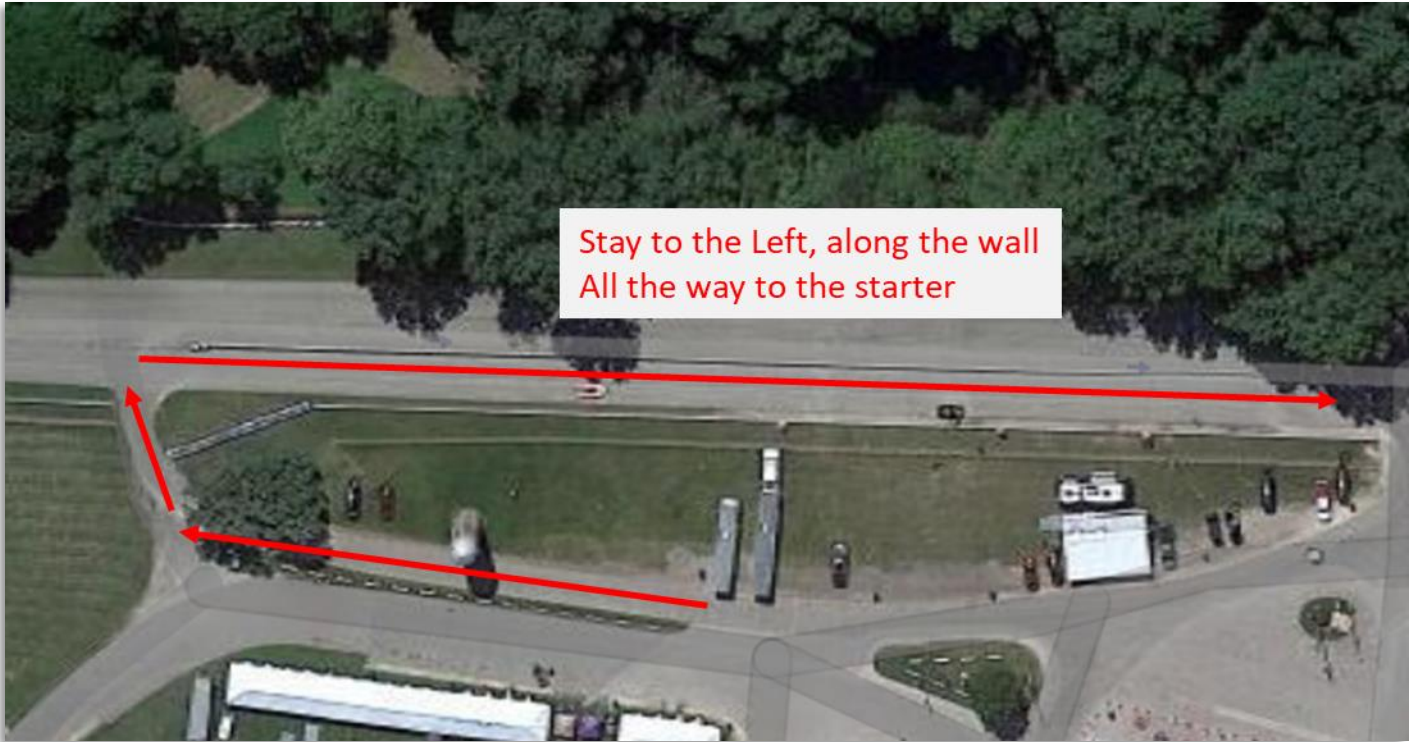 Stay to the Left, along the wall
All the way to the starter